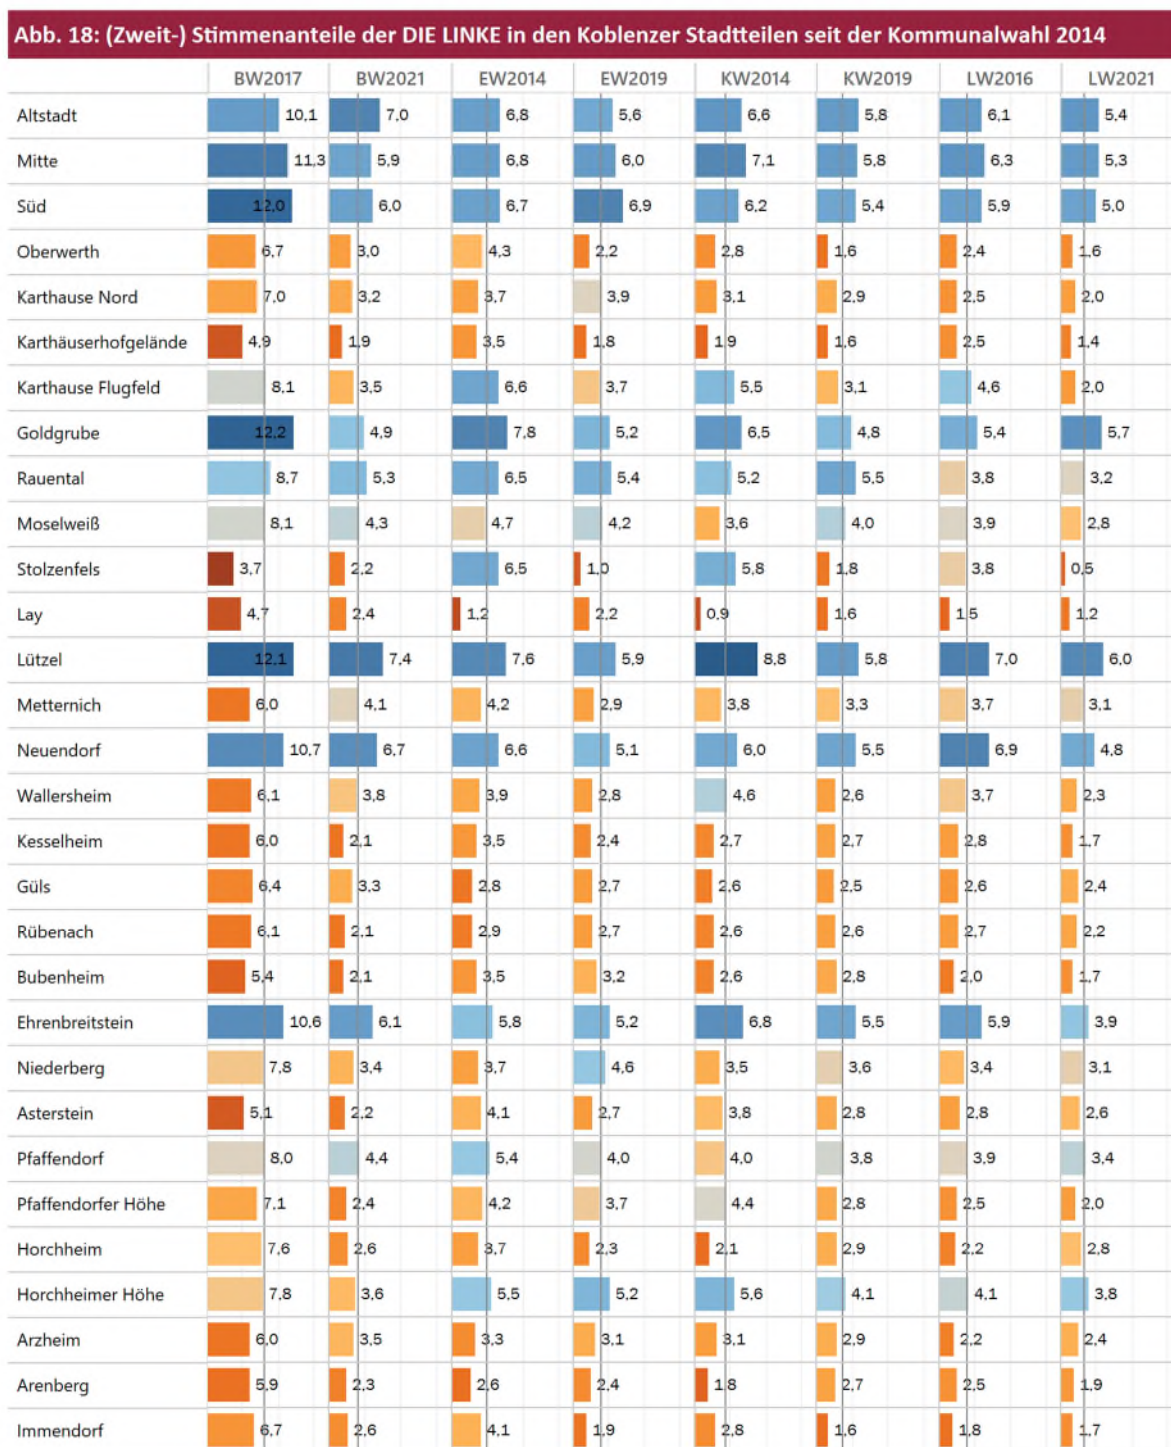 Abb. 18: (Zweit-) Stimmenanteile der DIE LINKE in den Koblenzer Stadtteilen seit der Kommunalwahl 2014
BW2017 BW2021 EW2014 EW2019 KW2014 KW2019 LW2016 LW2021
Altstadt 10,1 7,0 6,8 5,6 6,6 5,8 6,1 5,4
Mitte 11,3 5,9 6,8 6,0 7,1 5,8 6,3 5,3
Süd 12,0 6,0 6,7 6,9 6,2 5,4 5,9 5,0
Oberwerth 6,7 3,0 4,3 2,2 2,8 1,6 2,4 1,6
Karthause Nord 7,0 3,2 3,7 3,9 3,1 2,9 2,5 2,0
Karthäuserhofgelände 4,9 1,9 3,5 1,8 1,9 1,6 2,5 1,4
Karthause Flugfeld 8,1 3,5 6,6 3,7 5,5 3,1 4,6 2,0
Goldgrube 12,2 4,9 7,8 5,2 6,5 4,8 5,4 5,7
Rauental 8,7 5,3 6,5 5,4 5,2 5,5 3,8 3,2
Moselweiß 8,1 4,3 4,7 4,2 3,6 4,0 3,9 2,8
Stolzenfels 3,7 2,2 6,5 1,0 5,8 1,8 3,8 0,5
Lay 4,7 2,4 1,2 2,2 0,9 1,6 1,5 1,2
Lützel 12,1 7,4 7,6 5,9 8,8 5,8 7,0 6,0
Metternich 6,0 4,1 4,2 2,9 3,8 3,3 3,7 3,1
Neuendorf 10,7 6,7 6,6 5,1 6,0 5,5 6,9 4,8
Wallersheim 6,1 3,8 3,9 2,8 4,6 2,6 3,7 2,3
Kesselheim 6,0 2,1 3,5 2,4 2,7 2,7 2,8 1,7
Güls 6,4 3,3 2,8 2,7 2,6 2,5 2,6 2,4
Rübenach 6,1 2,1 2,9 2,7 2,6 2,6 2,7 2,2
Bubenheim 5,4 2,1 3,5 3,2 2,6 2,8 2,0 1,7
Ehrenbreitstein 10,6 6,1 5,8 5,2 6,8 5,5 5,9 3,9
Niederberg 7,8 3,4 3,7 4,6 3,5 3,6 3,4 3,1
Asterstein 5,1 2,2 4,1 2,7 3,8 2,8 2,8 2,6
Pfaffendorf 8,0 4,4 5,4 4,0 4,0 3,8 3,9 3,4
Pfaffendorfer Höhe 7,1 2,4 4,2 3,7 4,4 2,8 2,5 2,0
Horchheim 7,6 2,6 3,7 2,3 2,1 2,9 2,2 2,8
Horchheimer Höhe 7,8 3,6 5,5 5,2 5,6 4,1 4,1 3,8
Arzheim 6,0 3,5 3,3 3,1 3,1 2,9 2,2 2,4
Arenberg 5,9 2,3 2,6 2,4 1,8 2,7 2,5 1,9
Immendorf 6,7 2,6 4,1 1,9 2,8 1,6 1,8 1,7